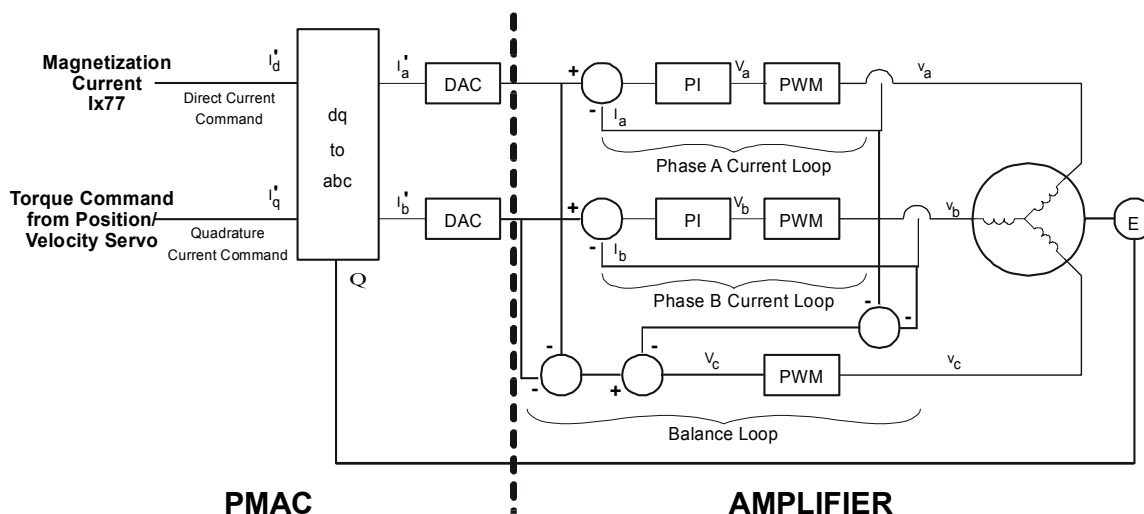 Magnetization
Current
Ix77
I'd
Direct Current
Command
dq
to
abc
I'a
DAC
+
-
Ia
PI
Va
PWM
va
Phase A Current Loop
Torque Command
from Position/
Velocity Servo
I'q
Quadrature
Current Command
I'b
DAC
+
-
Ib
PI
Vb
PWM
vb
E
Phase B Current Loop
Q
-
-
-
-
+
-
Vc
PWM
vc
Balance Loop
PMAC
AMPLIFIER